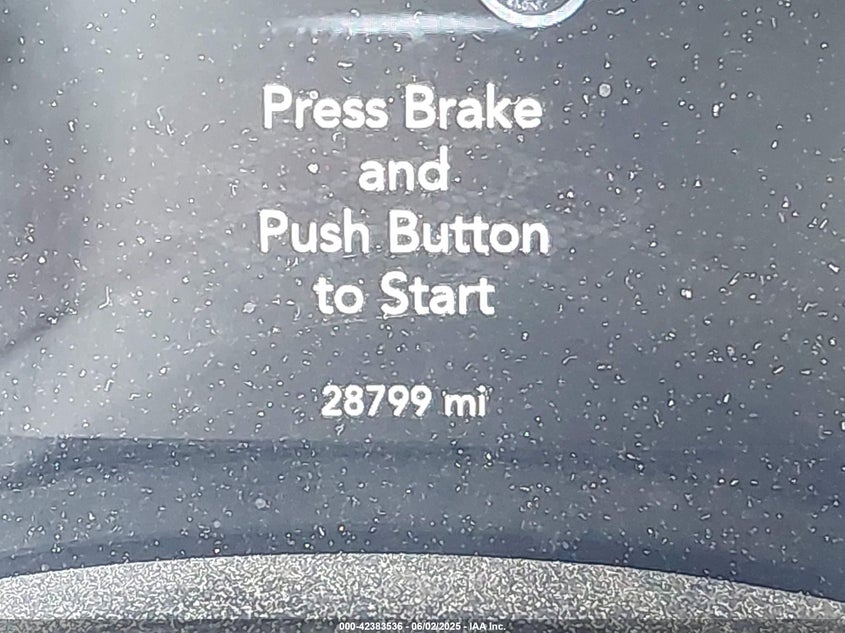 Press Brake
and
Push Button
to Start
28799 mi
000-42383536 - 06/02/2025 - IAA Inc.